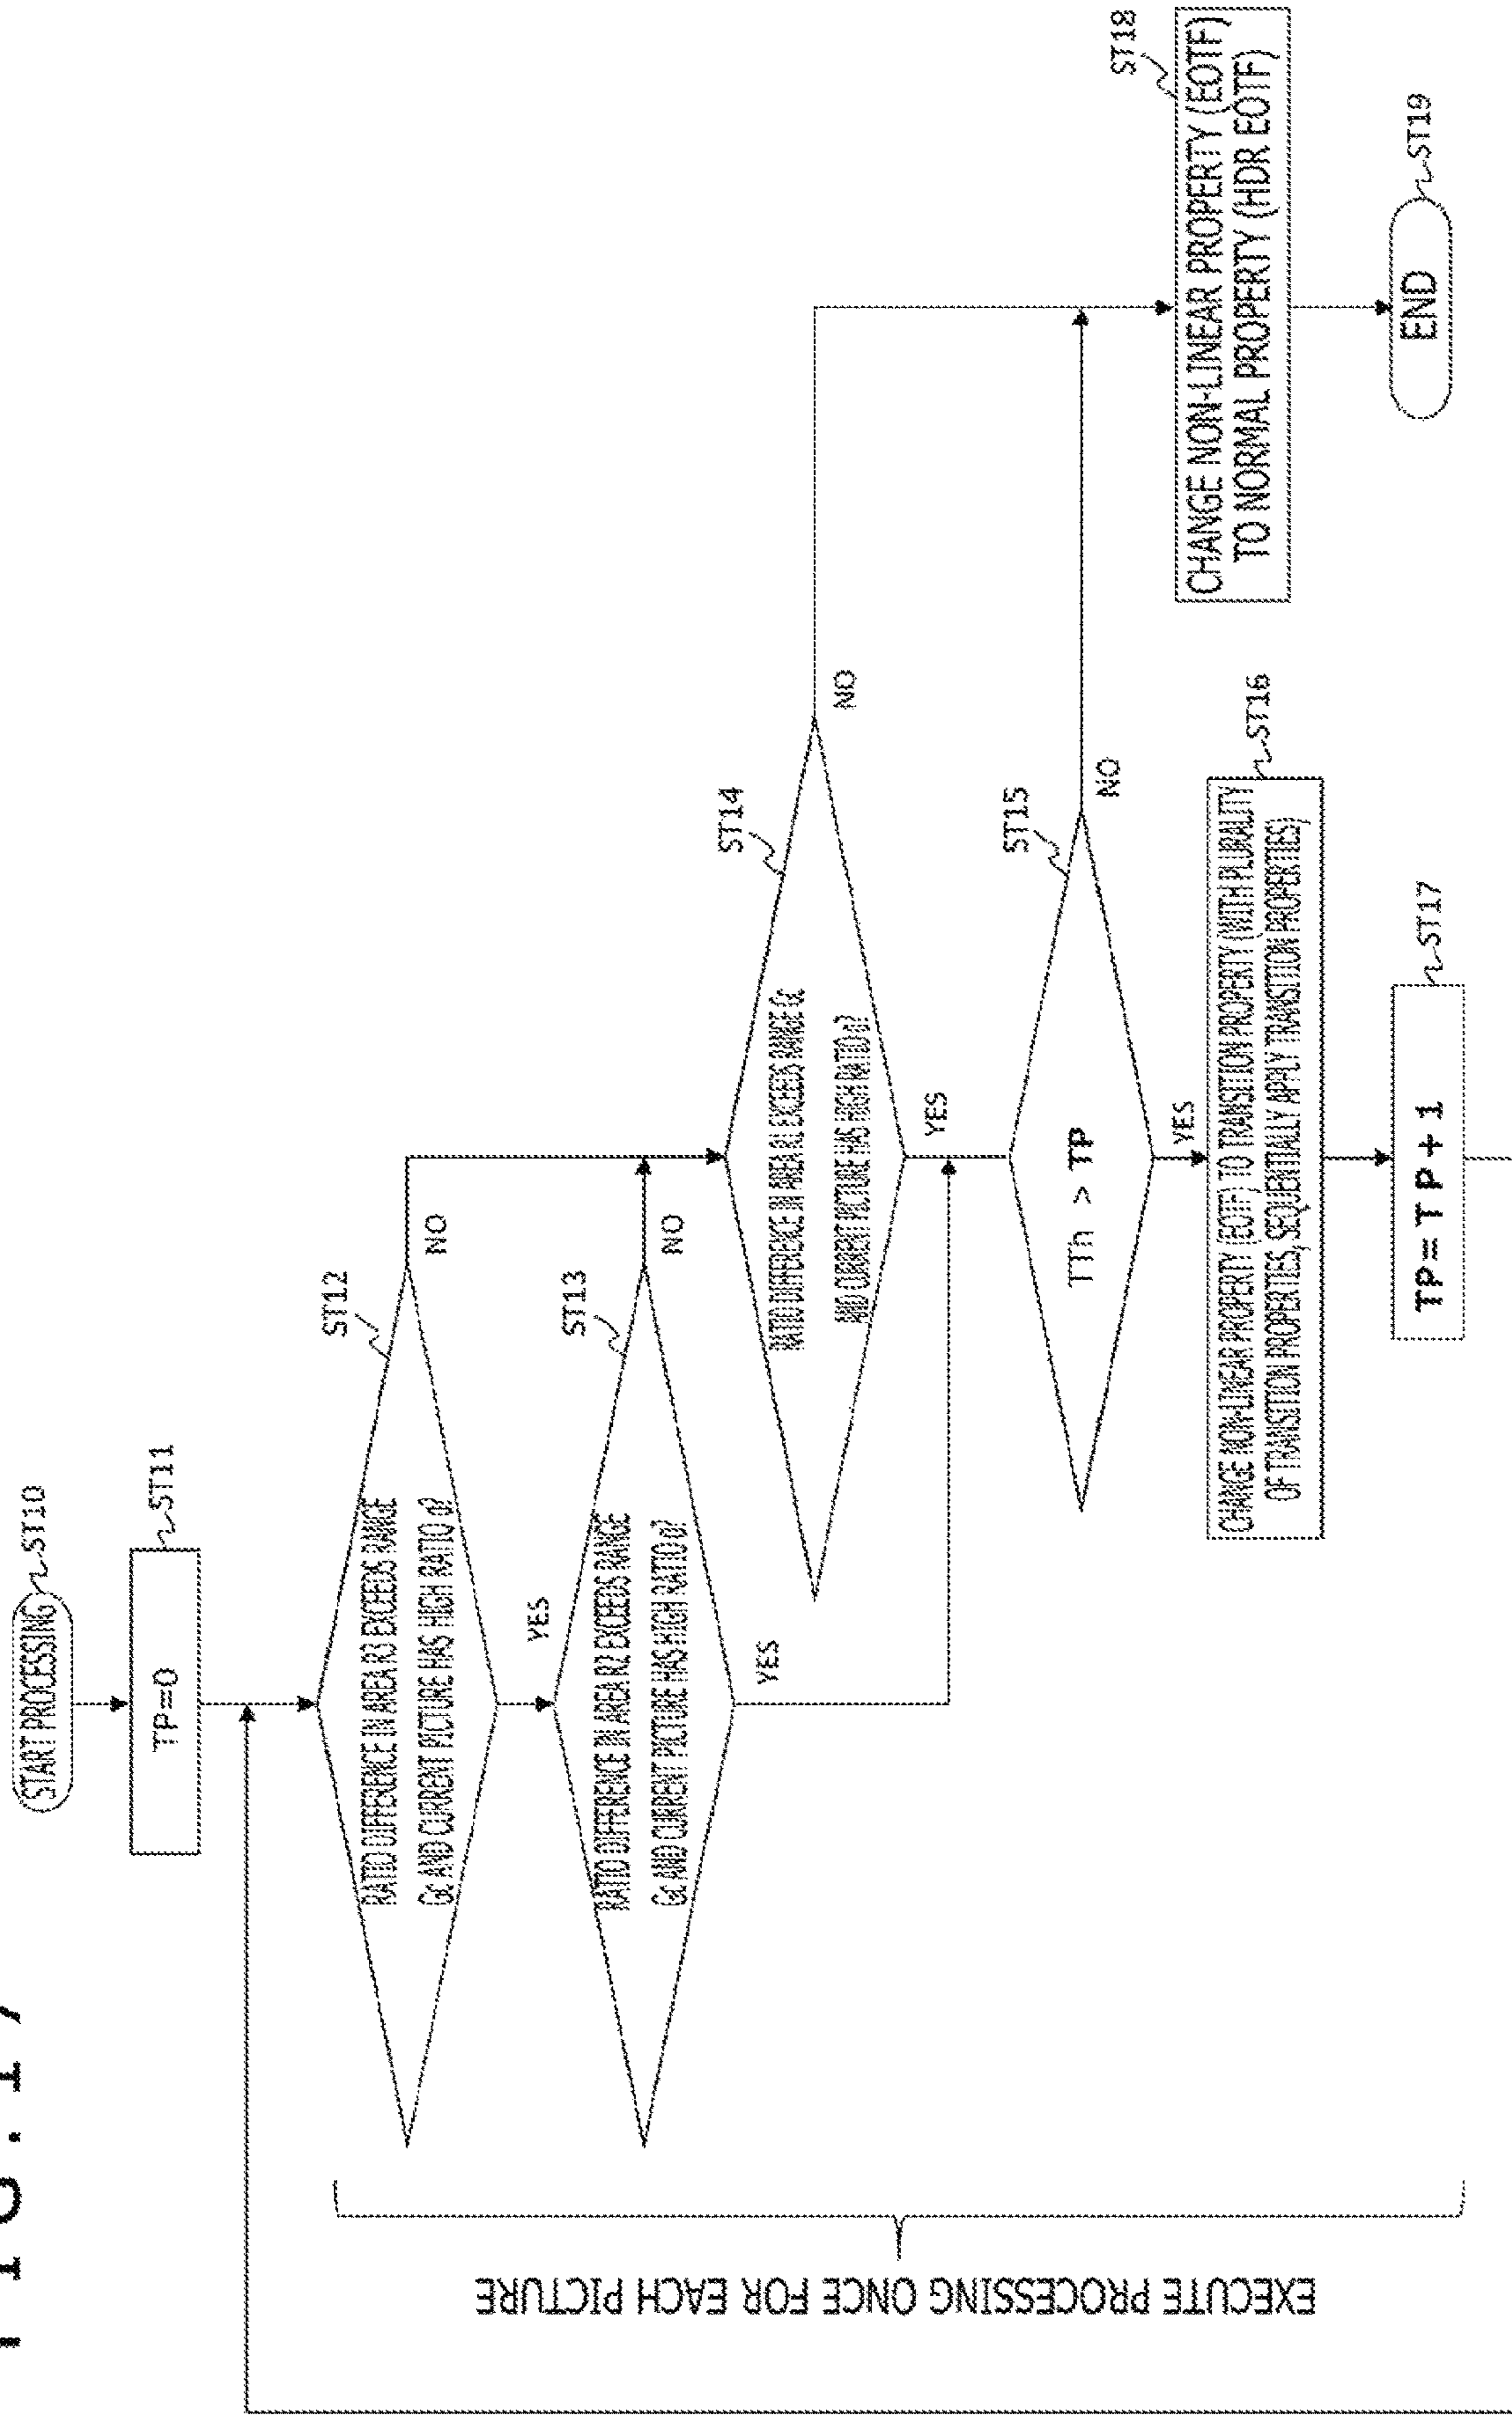 FIG. 17
START PROCESSING
ST10
TP=0
ST11
ST12
RATIO DIFFERENCE IN AREA R3 EXCEEDS RANGE
Gc AND CURRENT PICTURE HAS HIGH RATIO
NO
YES
ST13
RATIO DIFFERENCE IN AREA R2 EXCEEDS RANGE
Gc AND CURRENT PICTURE HAS HIGH RATIO
NO
YES
ST14
RATIO DIFFERENCE IN AREA R1 EXCEEDS RANGE Gc
AND CURRENT PICTURE HAS HIGH RATIO
NO
YES
ST15
TTh > TP
NO
YES
ST16
CHANGE NON-LINEAR PROPERTY (EOTF) TO TRANSITION PROPERTY (WITH PLURALITY
OF TRANSITION PROPERTIES, SEQUENTIALLY APPLY TRANSITION PROPERTIES)
TP=TP+1
ST17
ST18
CHANGE NON-LINEAR PROPERTY (EOTF)
TO NORMAL PROPERTY (HDR EOTF)
END
ST19
EXECUTE PROCESSING ONCE FOR EACH PICTURE